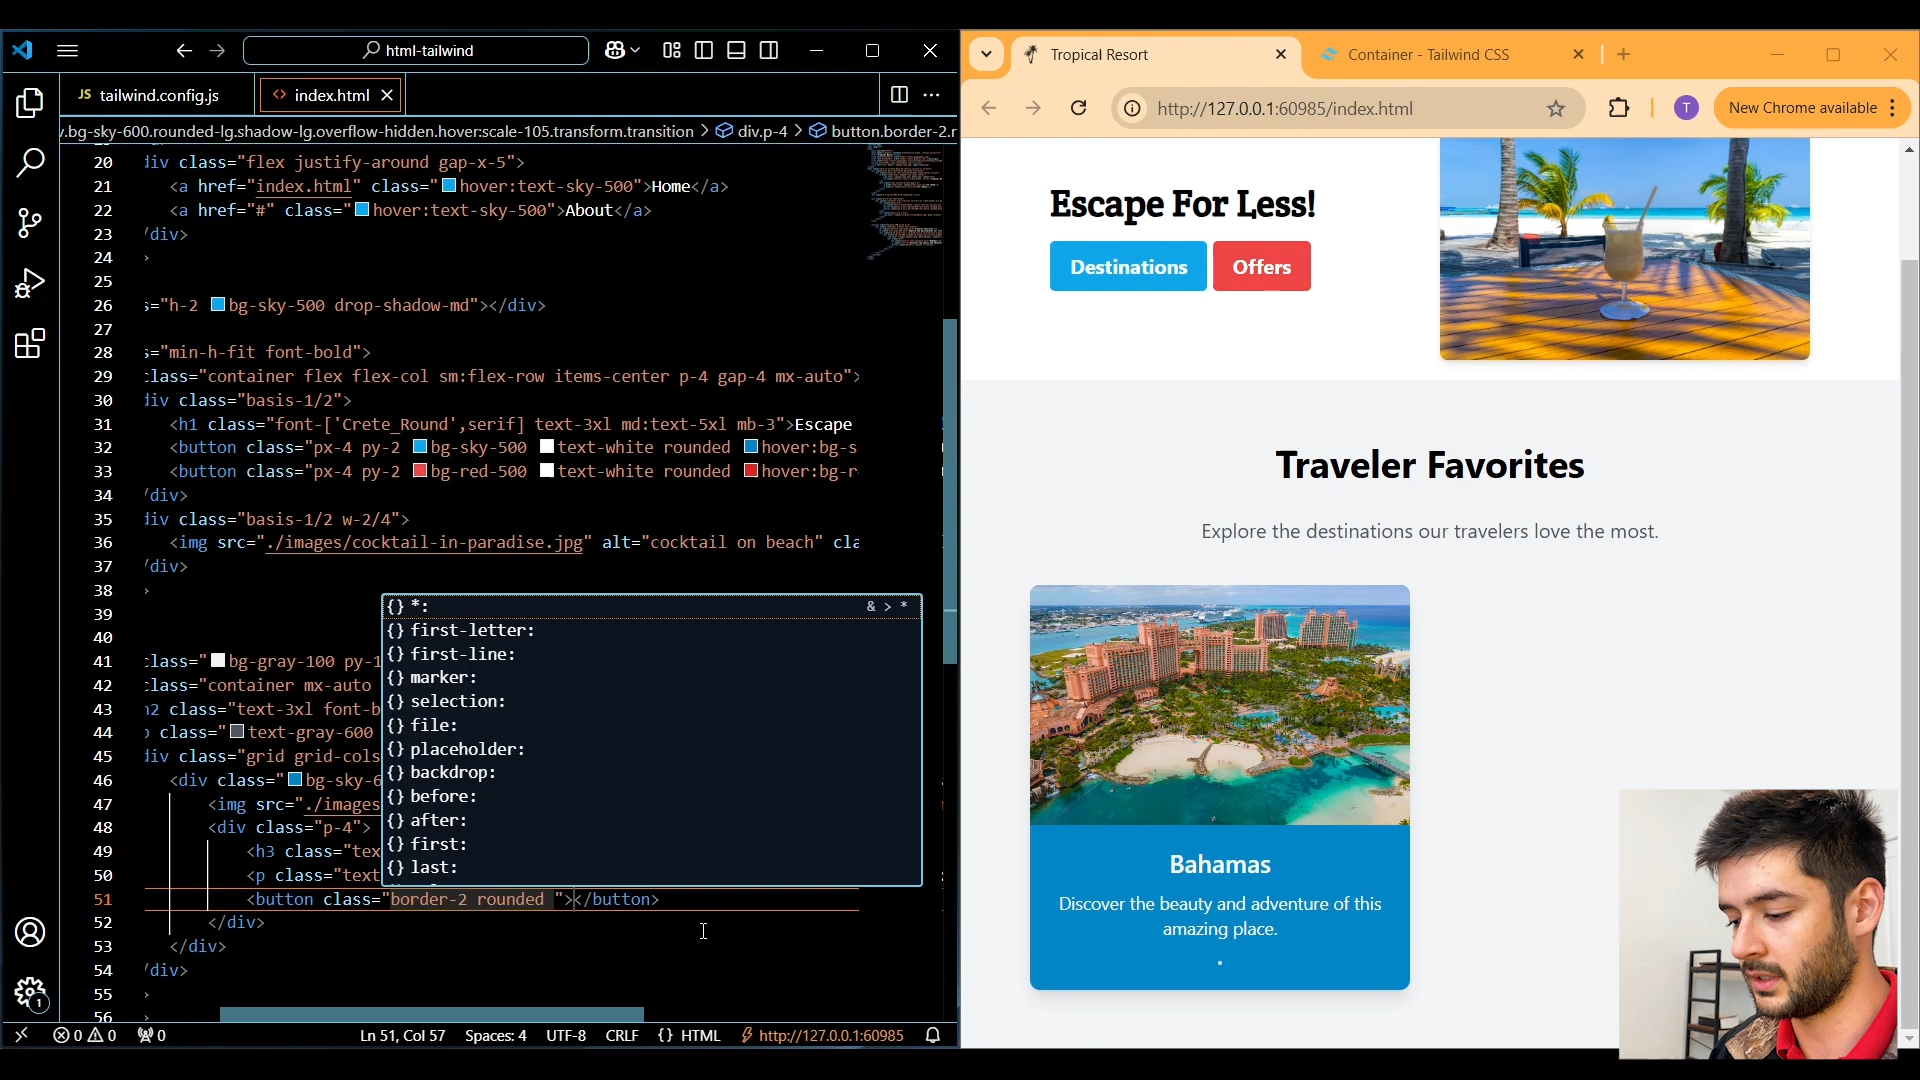 html-tailwind
JS tailwind.config.js
<> index.html
v.bg-sky-600.rounded-lg.shadow-lg.overflow-hidden.hover:scale-105.transform.transition > div.p-4 > button.border-2.r
20 div class="flex justify-around gap-x-5">
21 <a href="index.html" class="hover:text-sky-500">Home</a>
22 <a href="#" class="hover:text-sky-500">About</a>
23 /div>
24 >
25
26 s="h-2 bg-sky-500 drop-shadow-md"></div>
27
28 s="min-h-fit font-bold">
29 class="container flex flex-col sm:flex-row items-center p-4 gap-4 mx-auto">
30 div class="basis-1/2">
31 <h1 class="font-['Crete_Round',serif] text-3xl md:text-5xl mb-3">Escape
32 <button class="px-4 py-2 bg-sky-500 text-white rounded hover:bg-s
33 <button class="px-4 py-2 bg-red-500 text-white rounded hover:bg-r
34 /div>
35 div class="basis-1/2 w-2/4">
36 <img src="./images/cocktail-in-paradise.jpg" alt="cocktail on beach" cla
37 /div>
38 >
39
40
41 class="bg-gray-100 py-1
42 class="container mx-auto
43 h2 class="text-3xl font-b
44 p class="text-gray-600
45 div class="grid grid-cols
46 <div class="bg-sky-6
47 <img src="./images
48 <div class="p-4">
49 <h3 class="tex
50 <p class="text
51 <button class="border-2 rounded "></button>
52 </div>
53 </div>
54 /div>
55 >
56 >
{} *: & > *
{} first-letter:
{} first-line:
{} marker:
{} selection:
{} file:
{} placeholder:
{} backdrop:
{} before:
{} after:
{} first:
{} last:
1
0 0 0 Ln 51, Col 57 Spaces: 4 UTF-8 CRLF {} HTML http://127.0.0.1:60985
Tropical Resort
Container - Tailwind CSS
http://127.0.0.1:60985/index.html
T
New Chrome available
Escape For Less!
Destinations
Offers
Traveler Favorites
Explore the destinations our travelers love the most.
Bahamas
Discover the beauty and adventure of this
amazing place.